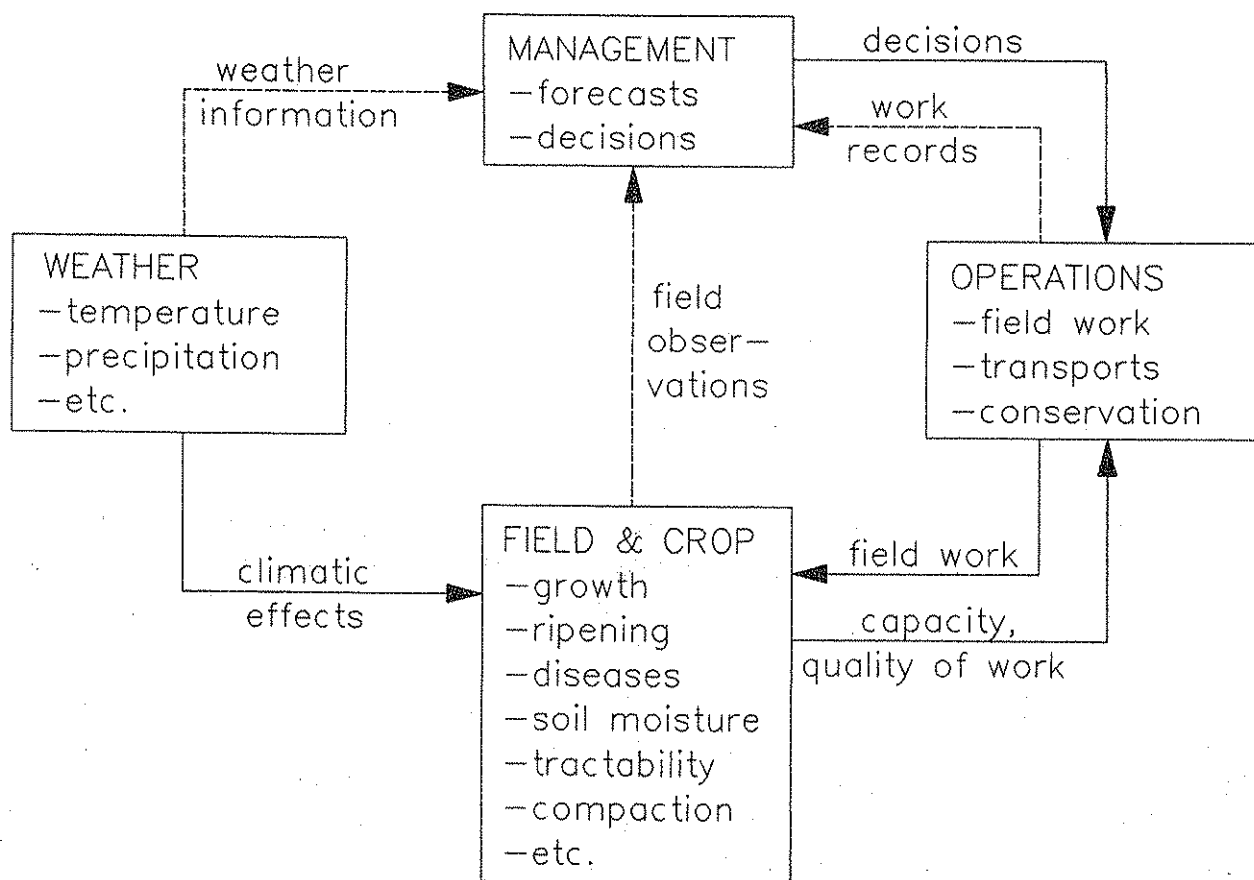 MANAGEMENT
-forecasts
-decisions
decisions
weather
information
work
records
WEATHER
-temperature
-precipitation
-etc.
field
obser-
vations
OPERATIONS
-field work
-transports
-conservation
climatic
effects
FIELD & CROP
-growth
-ripening
-diseases
-soil moisture
-tractability
-compaction
-etc.
field work
capacity,
quality of work